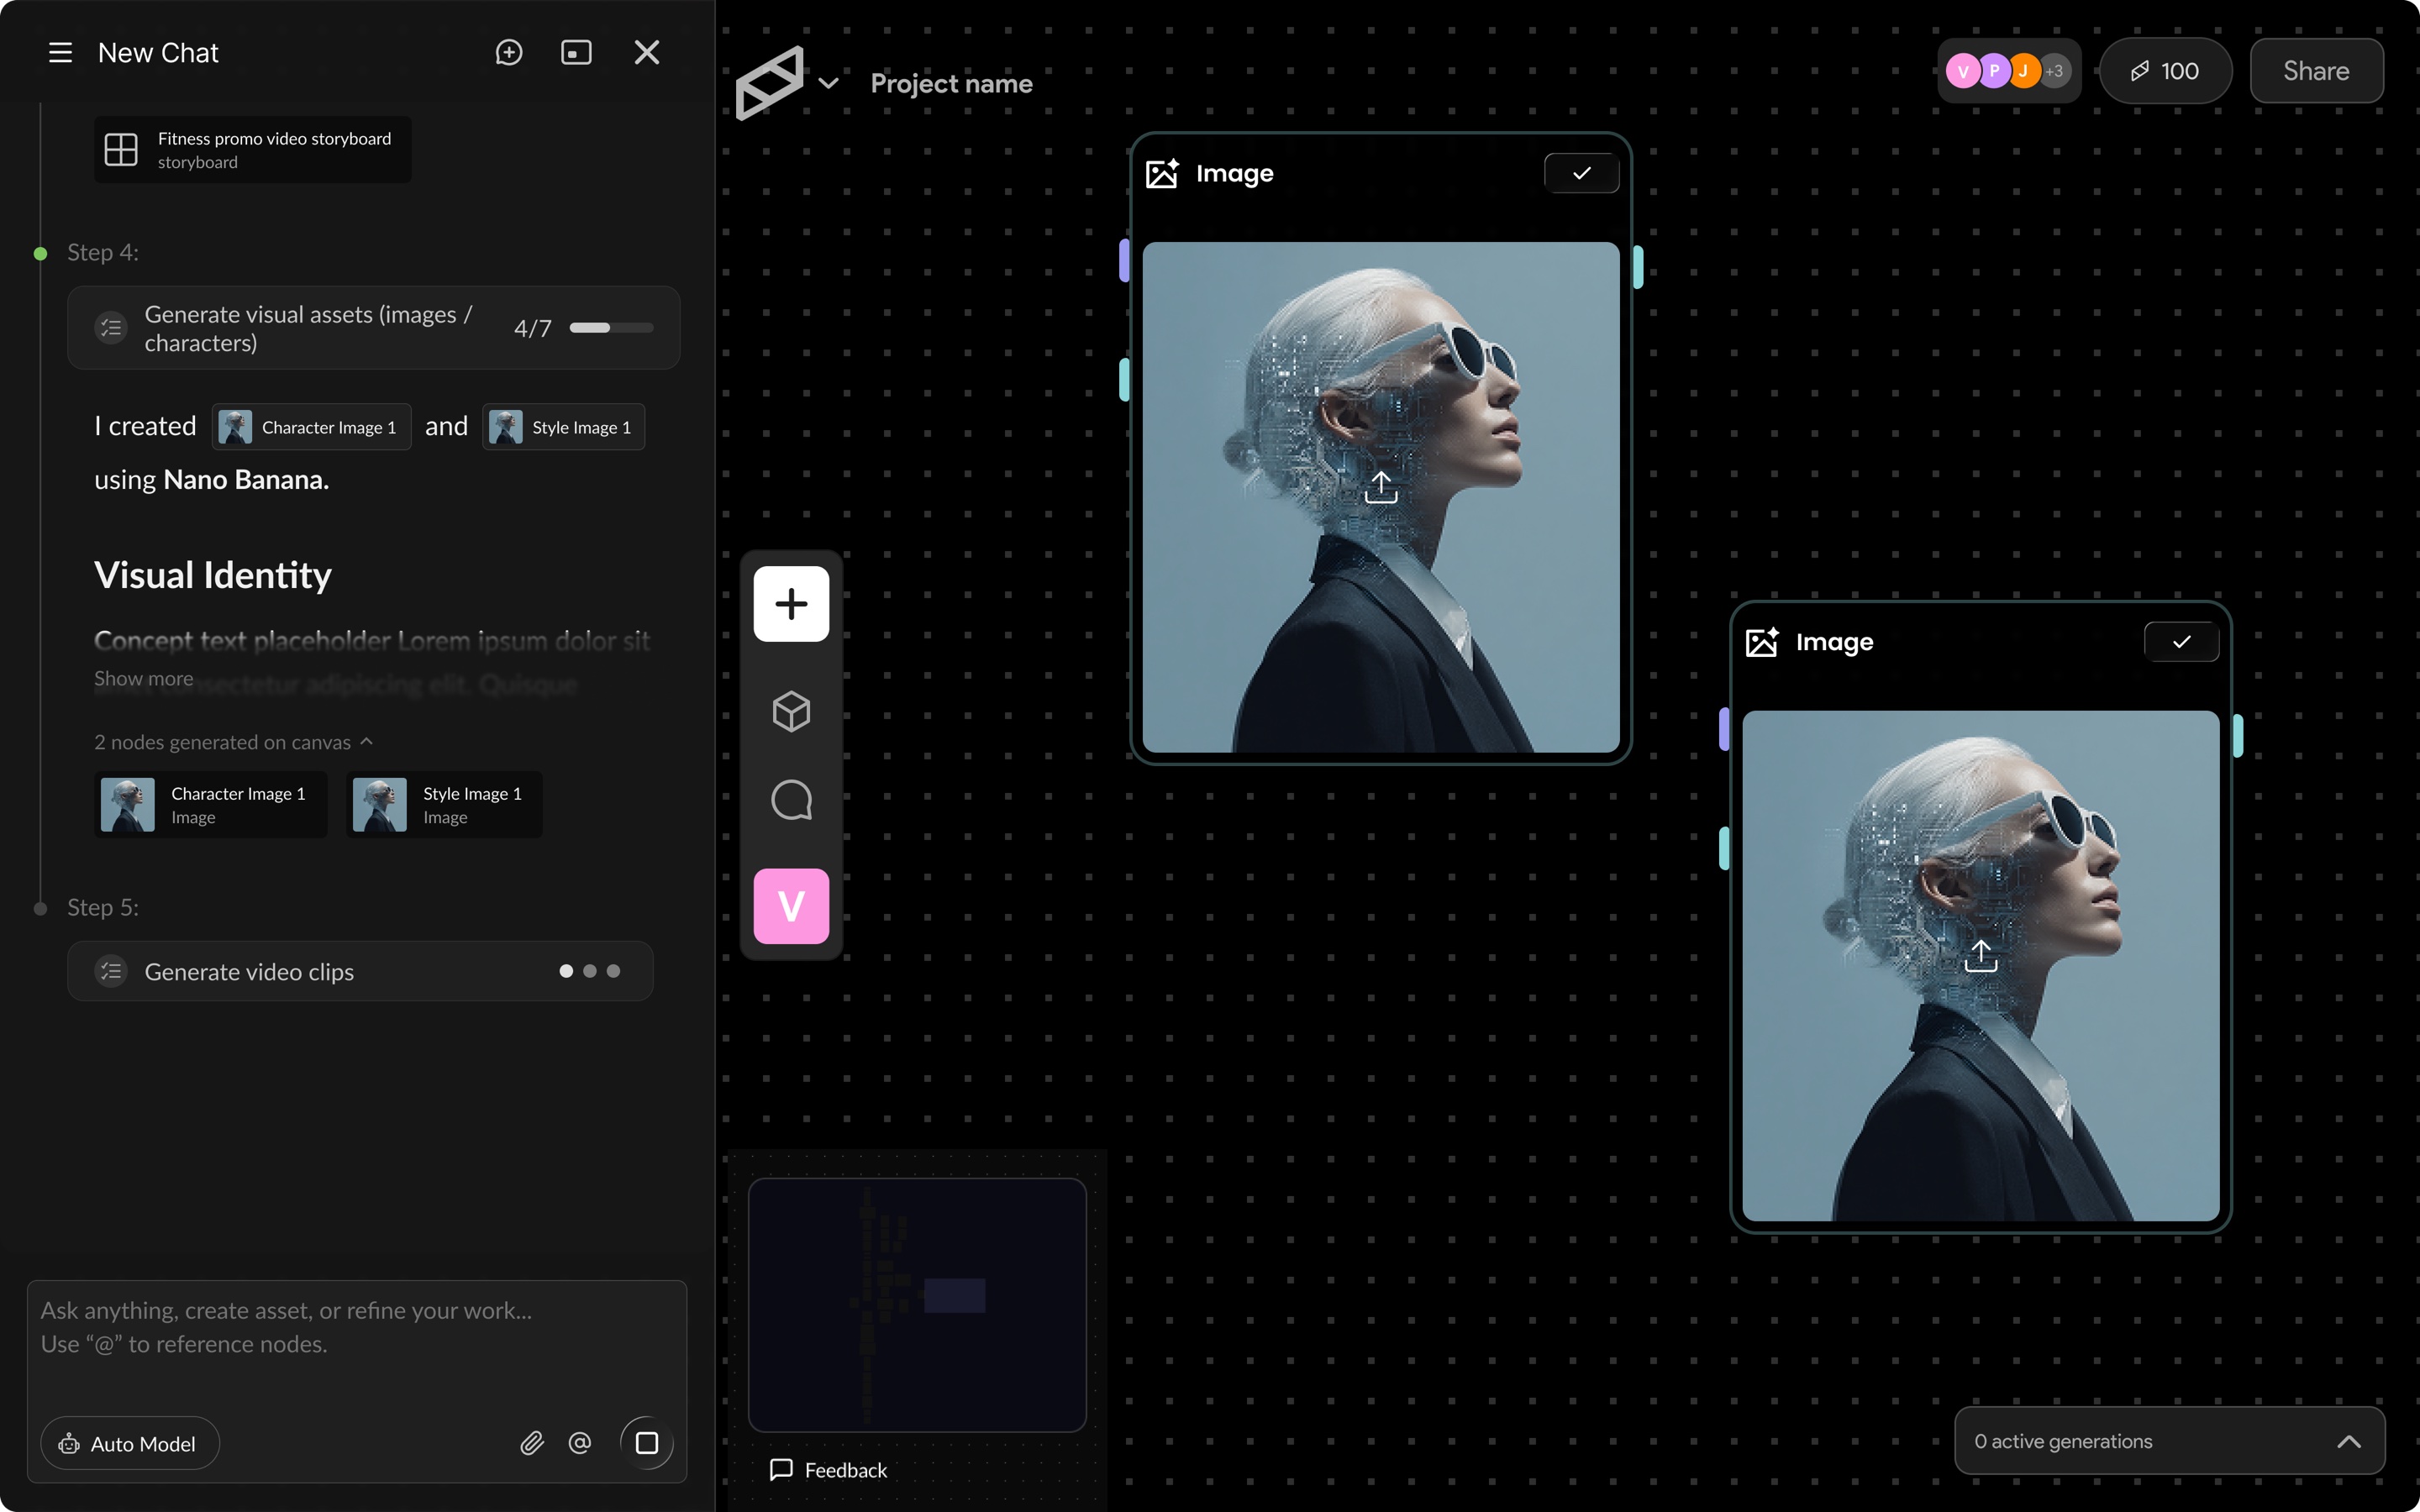 New Chat
Fitness promo video storyboard
storyboard
Step 4:
Generate visual assets (images /
characters)
4/7
I created Character Image 1 and Style Image 1
using Nano Banana.
Visual Identity
Concept text placeholder Lorem ipsum dolor sit
Show more
consectetur adipiscing elit. Quisque
2 nodes generated on canvas
Character Image 1
Image
Style Image 1
Image
Step 5:
Generate video clips
Ask anything, create asset, or refine your work...
Use “@” to reference nodes.
Auto Model
Project name
V P J +3
100
Share
Image
Image
V
Feedback
0 active generations